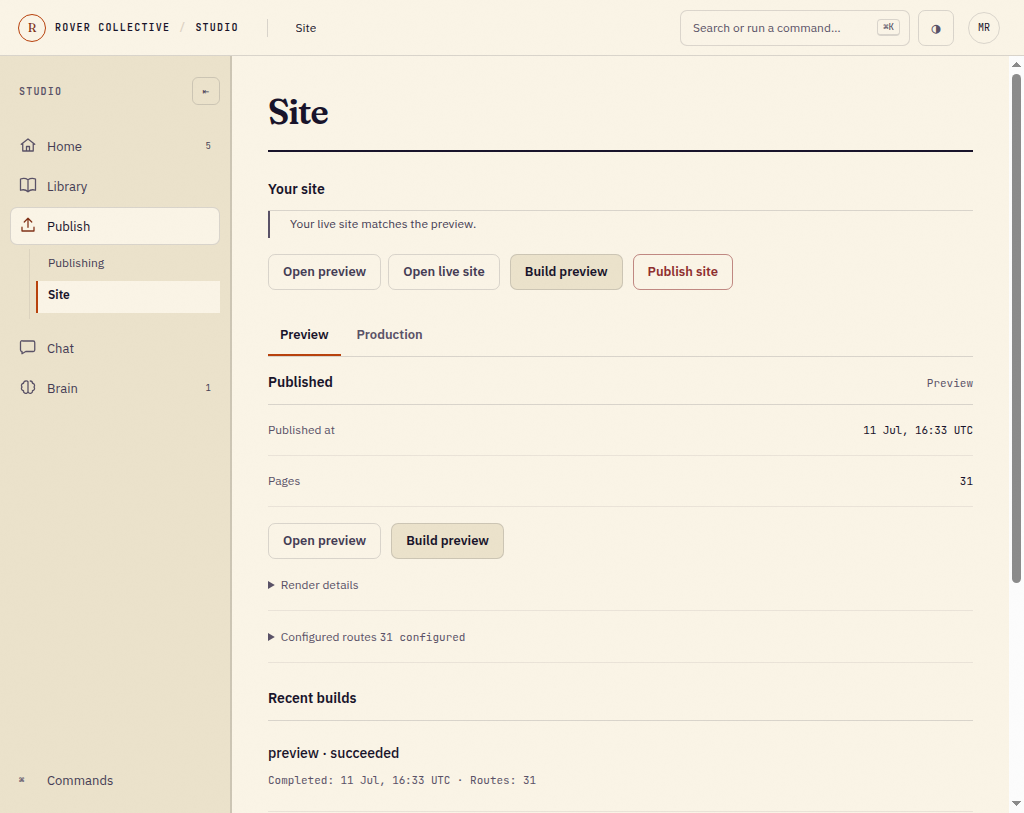 R ROVER COLLECTIVE / STUDIO Site Search or run a command... ⌘K MR
STUDIO
Home 5
Library
Publish
Publishing
Site
Chat
Brain 1
⌘ Commands
Site
Your site
Your live site matches the preview.
Open preview Open live site Build preview Publish site
Preview Production
Published Preview
Published at 11 Jul, 16:33 UTC
Pages 31
Open preview Build preview
Render details
Configured routes 31 configured
Recent builds
preview · succeeded
Completed: 11 Jul, 16:33 UTC · Routes: 31